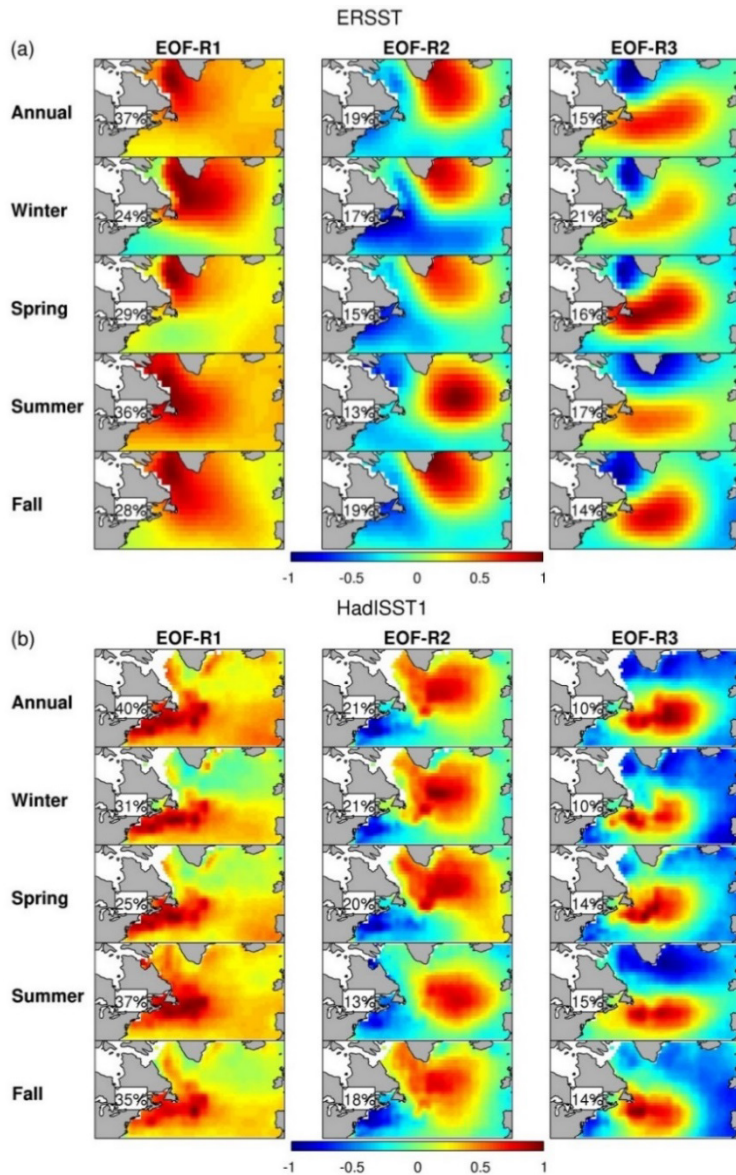 ERSST
(a) EOF-R1 EOF-R2 EOF-R3
Annual 37% 19% 15%
Winter 24% 17% 21%
Spring 29% 15% 16%
Summer 36% 13% 17%
Fall 28% 19% 14%
-1 -0.5 0 0.5 1
HadISST1
(b) EOF-R1 EOF-R2 EOF-R3
Annual 40% 21% 10%
Winter 31% 21% 10%
Spring 25% 20% 14%
Summer 37% 13% 15%
Fall 35% 18% 14%
-1 -0.5 0 0.5 1